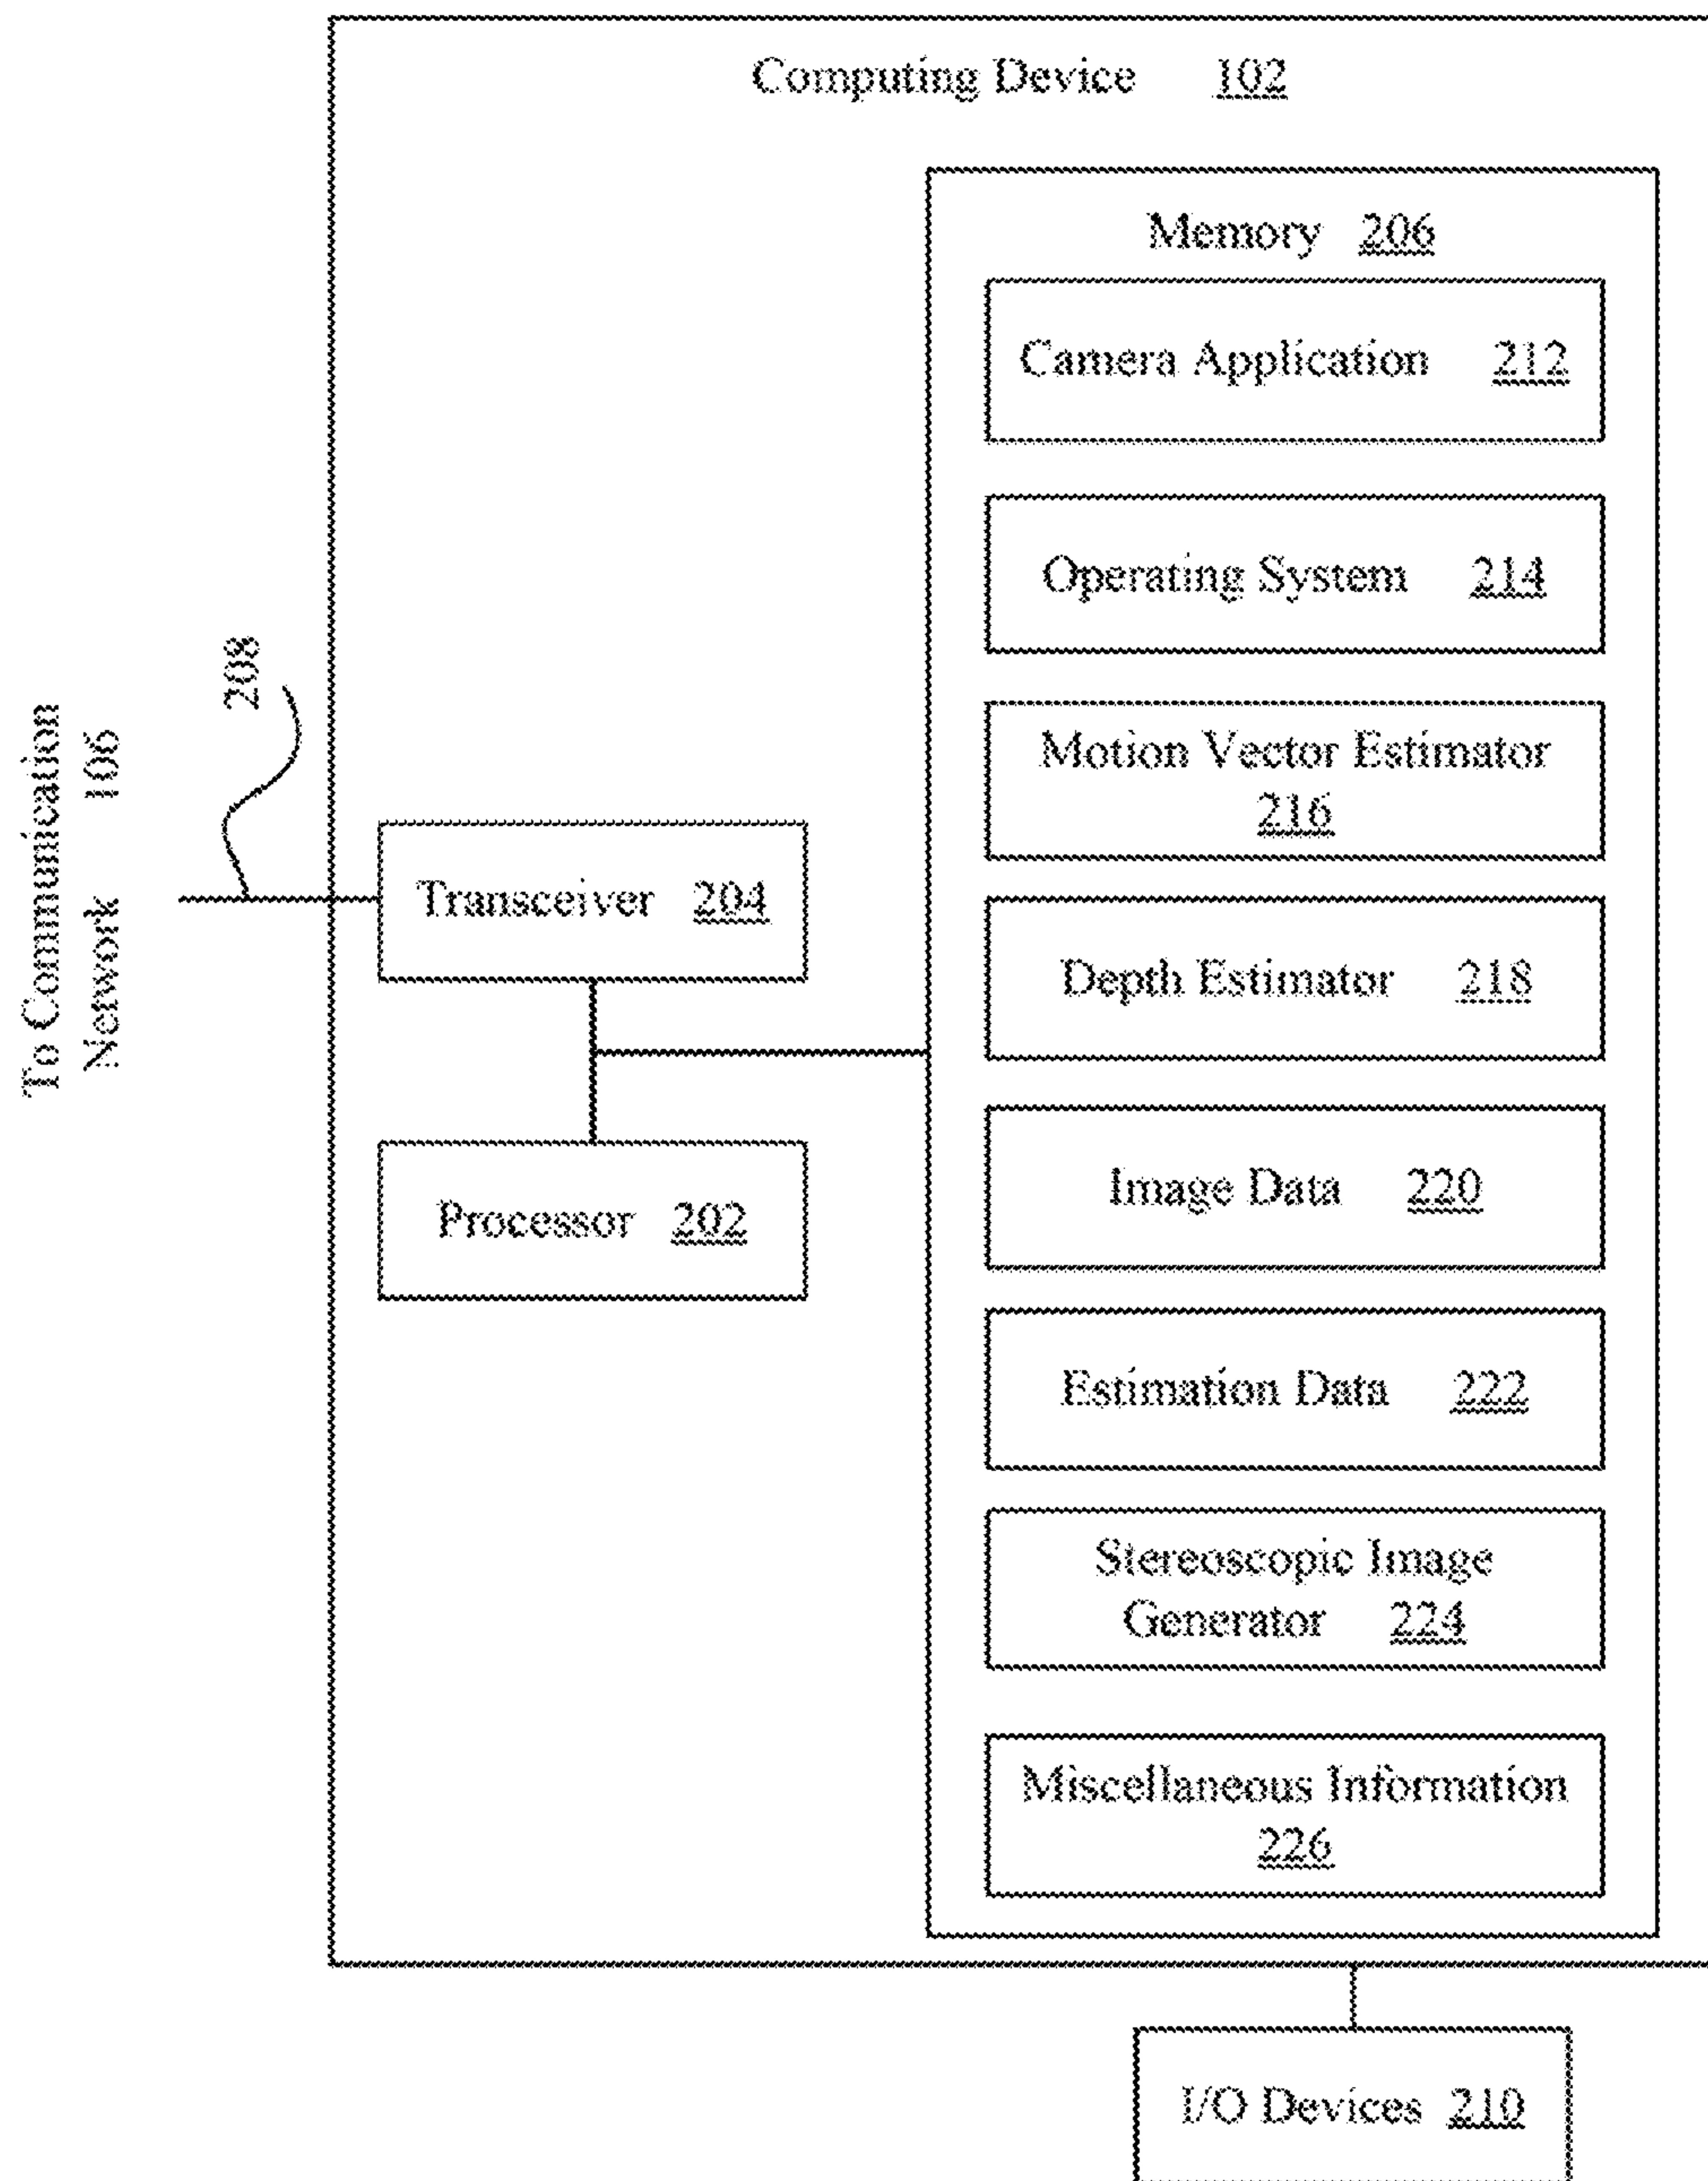 Computing Device 102
Memory 206
Camera Application 212
Operating System 214
Motion Vector Estimator
216
Depth Estimator 218
Image Data 220
Estimation Data 222
Stereoscopic Image
Generator 224
Miscellaneous Information
226
To Communication
Network 106
208
Transceiver 204
Processor 202
I/O Devices 210